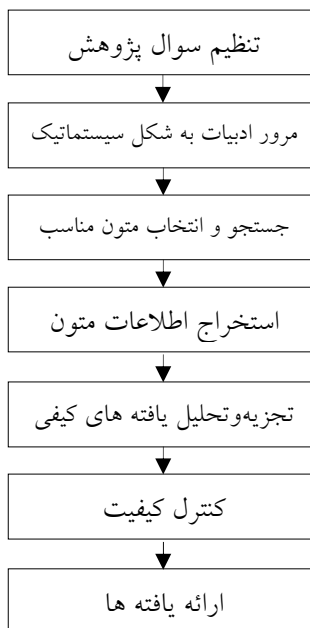 تنظیم سوال پژوهش
مرور ادبیات به شکل سیستماتیک
جستجو و انتخاب متون مناسب
استخراج اطلاعات متون
تجزیه‌وتحلیل یافته های کیفی
کنترل کیفیت
ارائه یافته ها